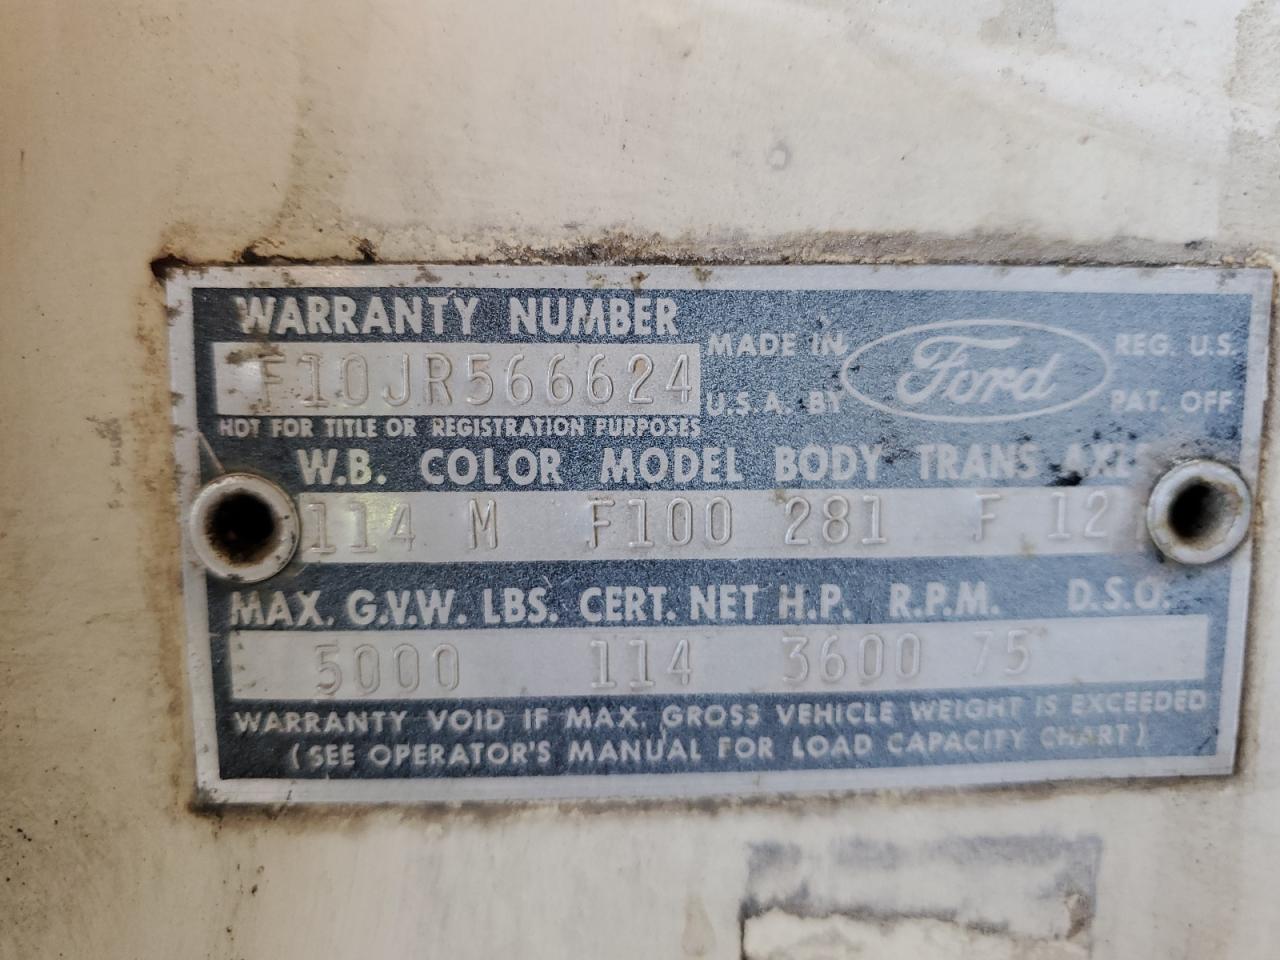 WARRANTY NUMBER
F10JR566624
MADE IN
U.S.A. BY
Ford
REG. U.S.
PAT. OFF
NOT FOR TITLE OR REGISTRATION PURPOSES
W.B. COLOR MODEL BODY TRANS AXLE
114 M F100 281 F 12
MAX. G.V.W. LBS. CERT. NET H.P. R.P.M. D.S.O.
5000 114 3600 75
WARRANTY VOID IF MAX. GROSS VEHICLE WEIGHT IS EXCEEDED
(SEE OPERATOR'S MANUAL FOR LOAD CAPACITY CHART)